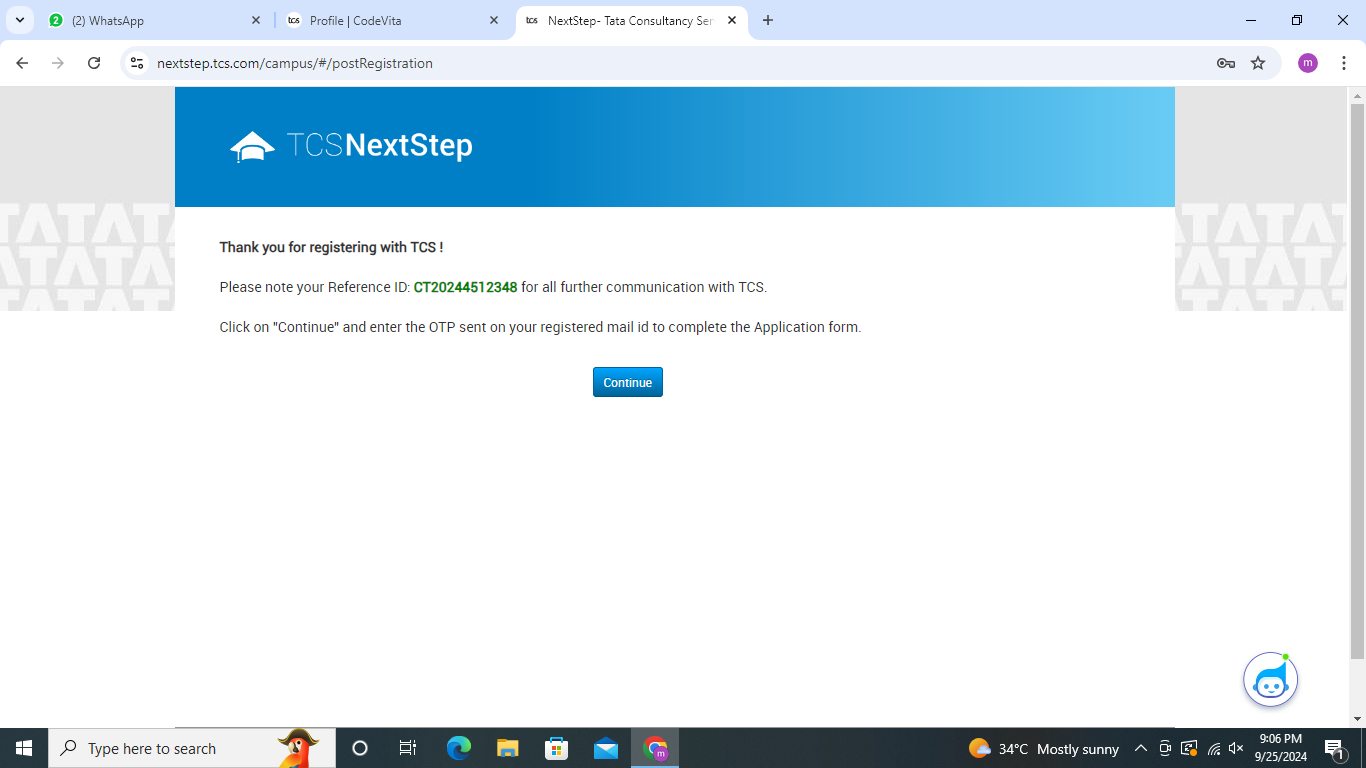 (2) WhatsApp
tcs Profile | CodeVita
tcs NextStep- Tata Consultancy Ser
nextstep.tcs.com/campus/#/postRegistration
m
TCSNextStep
TATATA
TATATA
Thank you for registering with TCS !
Please note your Reference ID: CT20244512348 for all further communication with TCS.
Click on "Continue" and enter the OTP sent on your registered mail id to complete the Application form.
Continue
Type here to search
m
34°C Mostly sunny
9:06 PM
9/25/2024
1